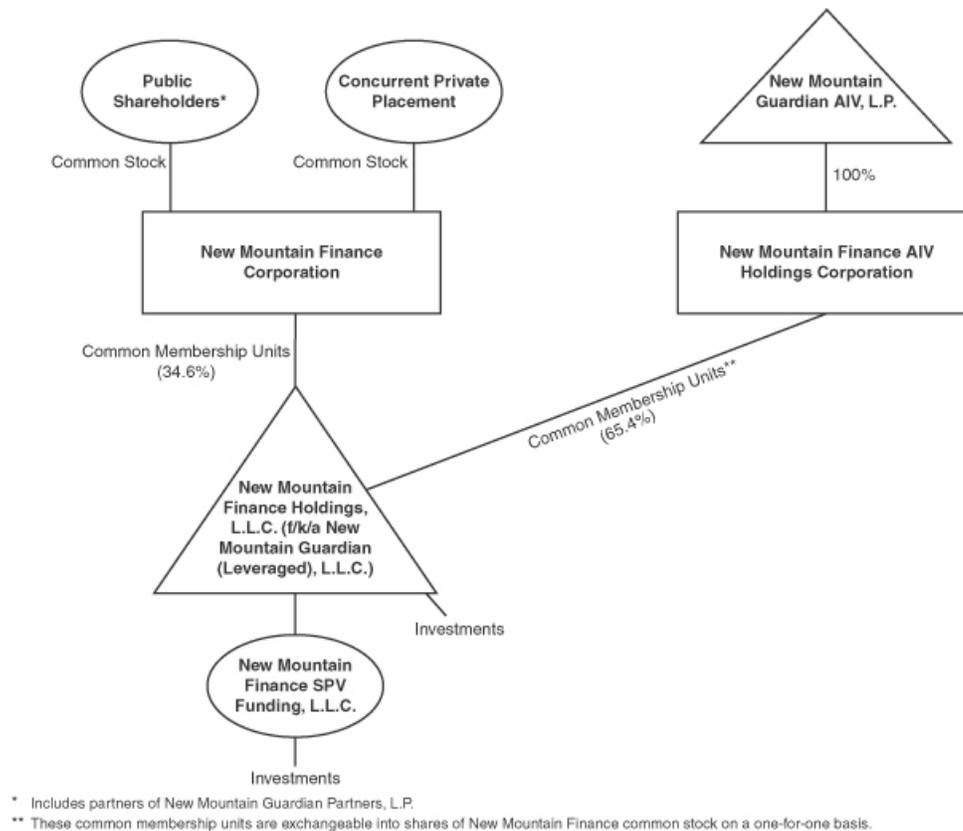 Public
Shareholders*
Concurrent Private
Placement
New Mountain
Guardian AIV, L.P.
Common Stock
Common Stock
100%
New Mountain Finance
Corporation
New Mountain Finance AIV
Holdings Corporation
Common Membership Units
(34.6%)
Common Membership Units**
(65.4%)
New Mountain
Finance Holdings,
L.L.C. (f/k/a New
Mountain Guardian
(Leveraged), L.L.C.)
Investments
New Mountain
Finance SPV
Funding, L.L.C.
Investments
* Includes partners of New Mountain Guardian Partners, L.P.
** These common membership units are exchangeable into shares of New Mountain Finance common stock on a one-for-one basis.